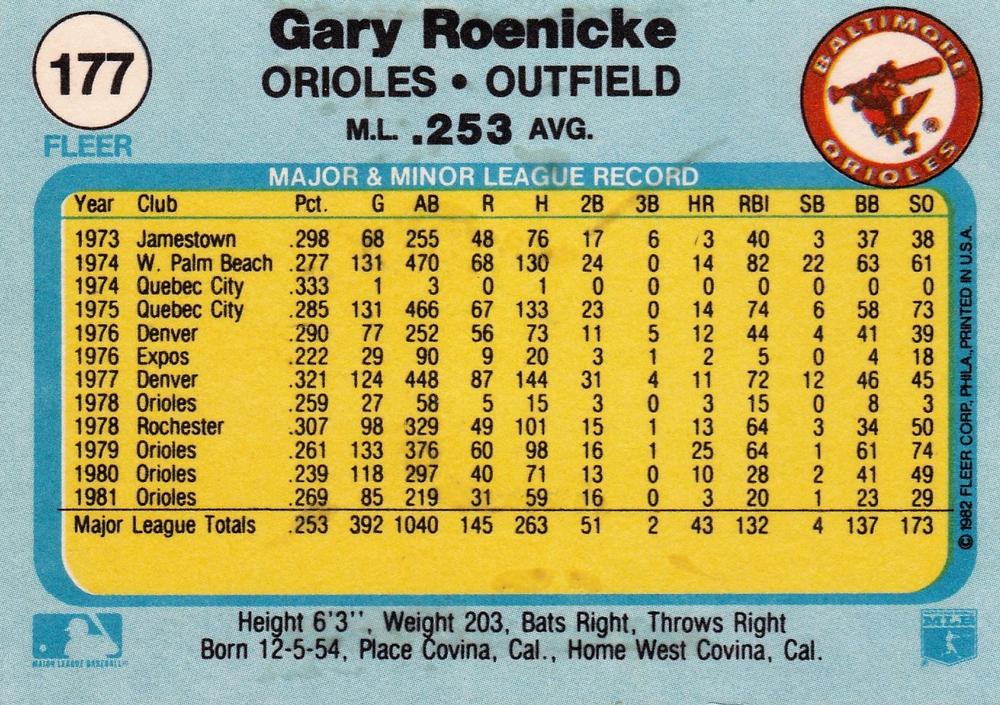 177
FLEER
Gary Roenicke
ORIOLES • OUTFIELD
M.L. .253 AVG.
BALTIMORE
ORIOLES
MAJOR & MINOR LEAGUE RECORD
Year Club Pct. G AB R H 2B 3B HR RBI SB BB SO
1973 Jamestown .298 68 255 48 76 17 6 3 40 3 37 38
1974 W. Palm Beach .277 131 470 68 130 24 0 14 82 22 63 61
1974 Quebec City .333 1 3 0 1 0 0 0 0 0 0 0
1975 Quebec City .285 131 466 67 133 23 0 14 74 6 58 73
1976 Denver .290 77 252 56 73 11 5 12 44 4 41 39
1976 Expos .222 29 90 9 20 3 1 2 5 0 4 18
1977 Denver .321 124 448 87 144 31 4 11 72 12 46 45
1978 Orioles .259 27 58 5 15 3 0 3 15 0 8 3
1978 Rochester .307 98 329 49 101 15 1 13 64 3 34 50
1979 Orioles .261 133 376 60 98 16 1 25 64 1 61 74
1980 Orioles .239 118 297 40 71 13 0 10 28 2 41 49
1981 Orioles .269 85 219 31 59 16 0 3 20 1 23 29
Major League Totals .253 392 1040 145 263 51 2 43 132 4 137 173
© 1982 FLEER CORP., PHILA., PRINTED IN U.S.A.
Height 6'3'', Weight 203, Bats Right, Throws Right
Born 12-5-54, Place Covina, Cal., Home West Covina, Cal.
MAJOR LEAGUE BASEBALL
MLB